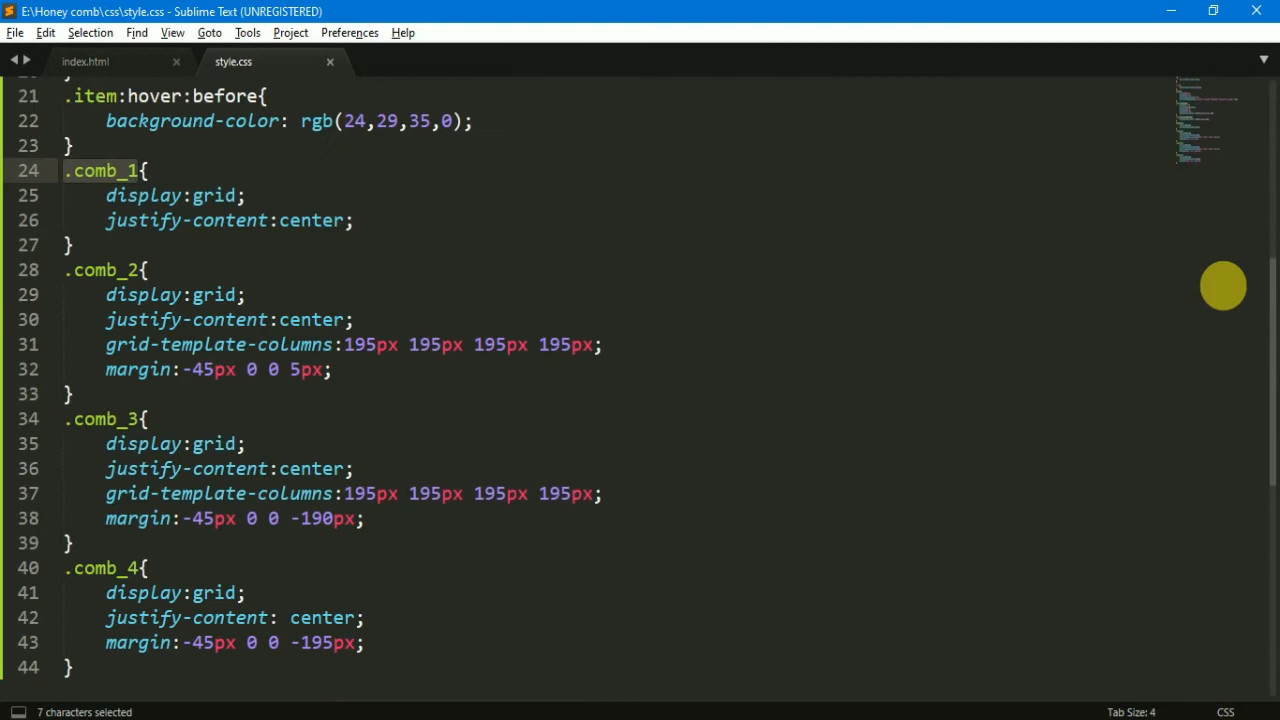 E:\Honey comb\css\style.css - Sublime Text (UNREGISTERED)
File Edit Selection Find View Goto Tools Project Preferences Help
index.html × style.css ×
21 .item:hover:before{
22 background-color: rgb(24,29,35,0);
23 }
24 .comb_1{
25 display:grid;
26 justify-content:center;
27 }
28 .comb_2{
29 display:grid;
30 justify-content:center;
31 grid-template-columns:195px 195px 195px 195px;
32 margin:-45px 0 0 5px;
33 }
34 .comb_3{
35 display:grid;
36 justify-content:center;
37 grid-template-columns:195px 195px 195px 195px;
38 margin:-45px 0 0 -190px;
39 }
40 .comb_4{
41 display:grid;
42 justify-content: center;
43 margin:-45px 0 0 -195px;
44 }
7 characters selected Tab Size: 4 CSS